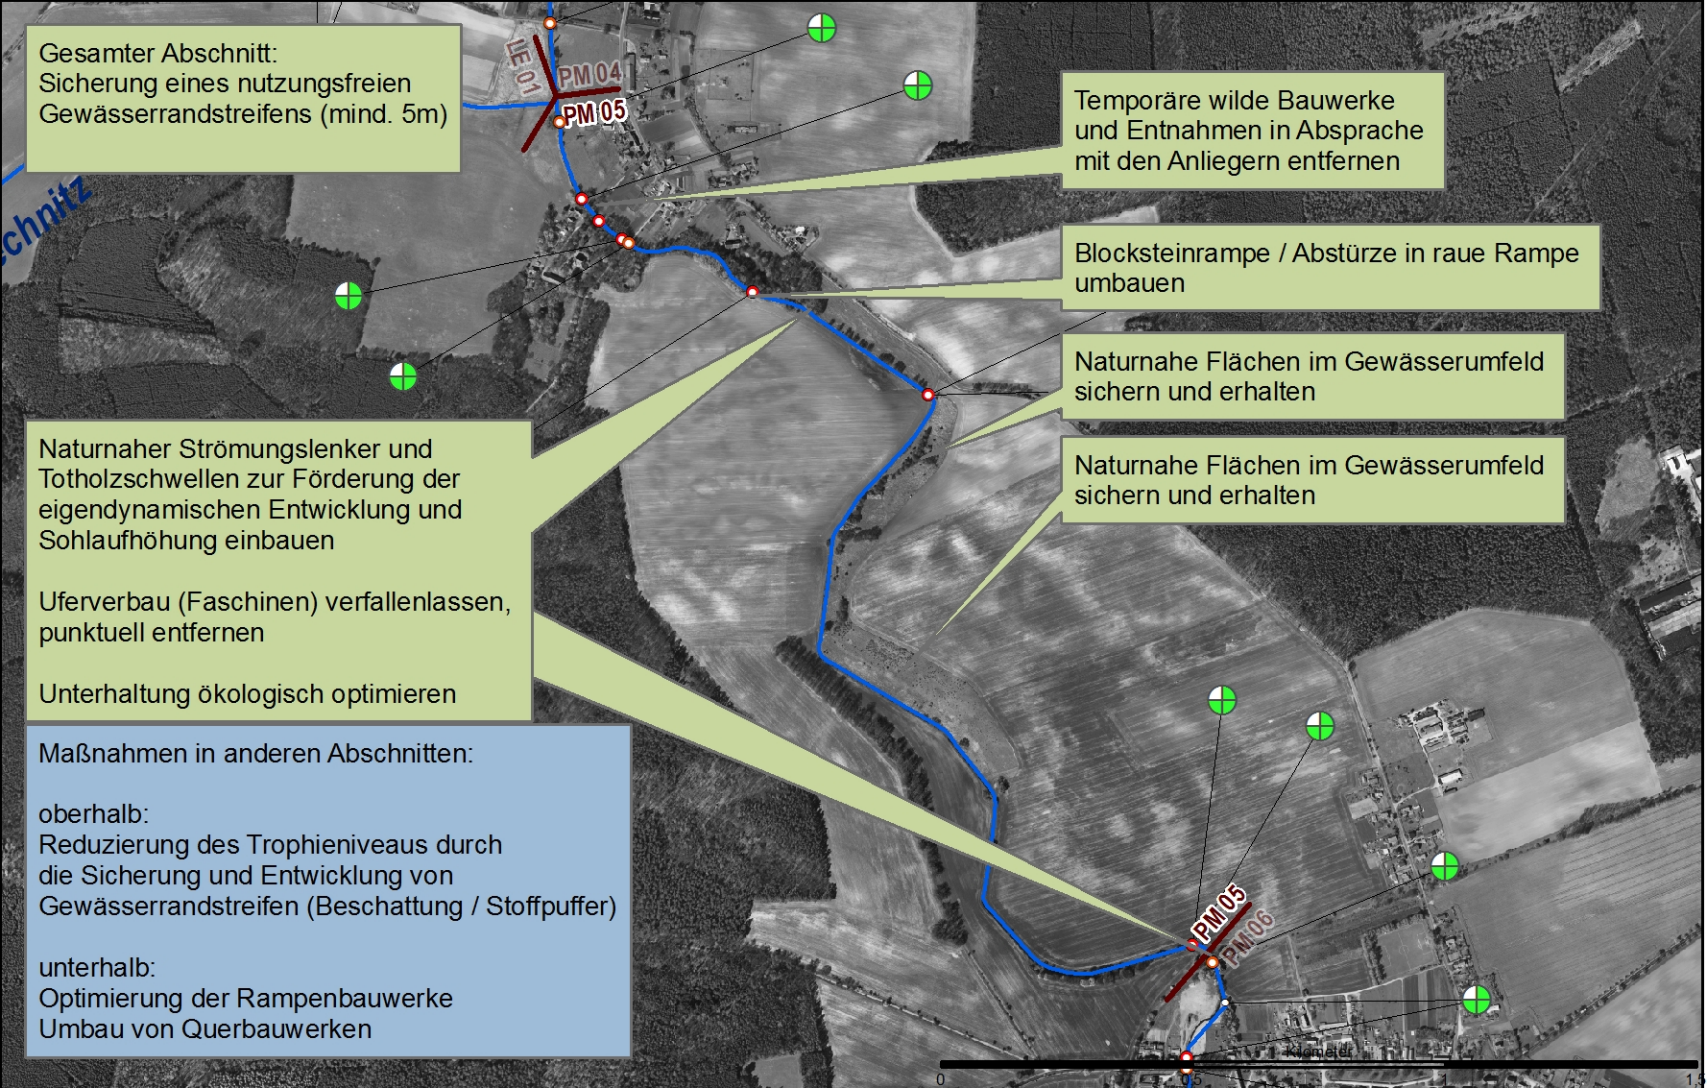 Gesamter Abschnitt:
Sicherung eines nutzungsfreien
Gewässerrandstreifens (mind. 5m)
LE 01
PM 04
PM 05
Temporäre wilde Bauwerke
und Entnahmen in Absprache
mit den Anliegern entfernen
chnitz
Blocksteinrampe / Abstürze in raue Rampe
umbauen
Naturnahe Flächen im Gewässerumfeld
sichern und erhalten
Naturnahe Flächen im Gewässerumfeld
sichern und erhalten
Naturnaher Strömungslenker und
Totholzschwellen zur Förderung der
eigendynamischen Entwicklung und
Sohlaufhöhung einbauen
Uferverbau (Faschinen) verfallenlassen,
punktuell entfernen
Unterhaltung ökologisch optimieren
Maßnahmen in anderen Abschnitten:
oberhalb:
Reduzierung des Trophieniveaus durch
die Sicherung und Entwicklung von
Gewässerrandstreifen (Beschattung / Stoffpuffer)
unterhalb:
Optimierung der Rampenbauwerke
Umbau von Querbauwerken
PM 05
PM 06
Kilometer
0 0,5 1